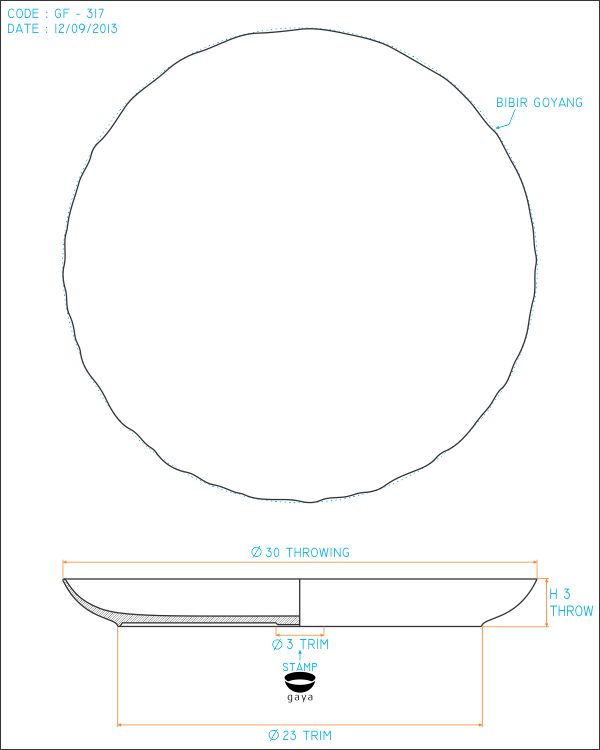 CODE : GF - 317
DATE : 12/09/2013
BIBIR GOYANG
Ø 30 THROWING
H 3
THROW
Ø 3 TRIM
STAMP
gaya
Ø 23 TRIM